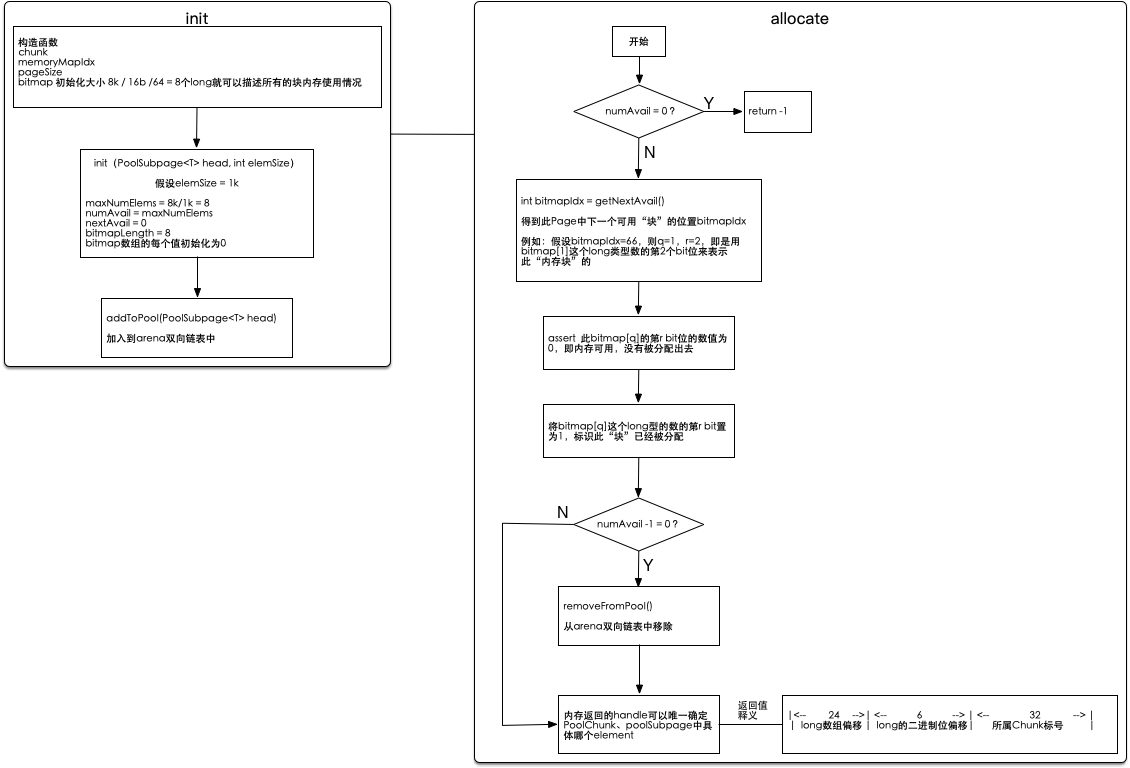 init
构造函数
chunk
memoryMapIdx
pageSize
bitmap 初始化大小 8k / 16b /64 = 8个long就可以描述所有的块内存使用情况
init（PoolSubpage<T> head, int elemSize）
假设elemSize = 1k
maxNumElems = 8k/1k = 8
numAvail = maxNumElems
nextAvail = 0
bitmapLength = 8
bitmap数组的每个值初始化为0
addToPool(PoolSubpage<T> head)
加入到arena双向链表中
allocate
开始
numAvail = 0 ?
Y
return -1
N
int bitmapIdx = getNextAvail()
得到此Page中下一个可用“块”的位置bitmapIdx
例如：假设bitmapIdx=66，则q=1，r=2，即是用
bitmap[1]这个long类型数的第2个bit位来表示
此“内存块”的
assert 此bitmap[q]的第r bit位的数值为
0，即内存可用，没有被分配出去
将bitmap[q]这个long型的数的第r bit置
为1，标识此“块”已经被分配
numAvail -1 = 0 ?
N
Y
removeFromPool()
从arena双向链表中移除
内存返回的handle可以唯一确定
PoolChunk、poolSubpage中具
体哪个element
返回值
释义
|<-- 24 -->| <-- 6 --> | <-- 32 --> |
| long数组偏移 | long的二进制位偏移| 所属Chunk标号 |